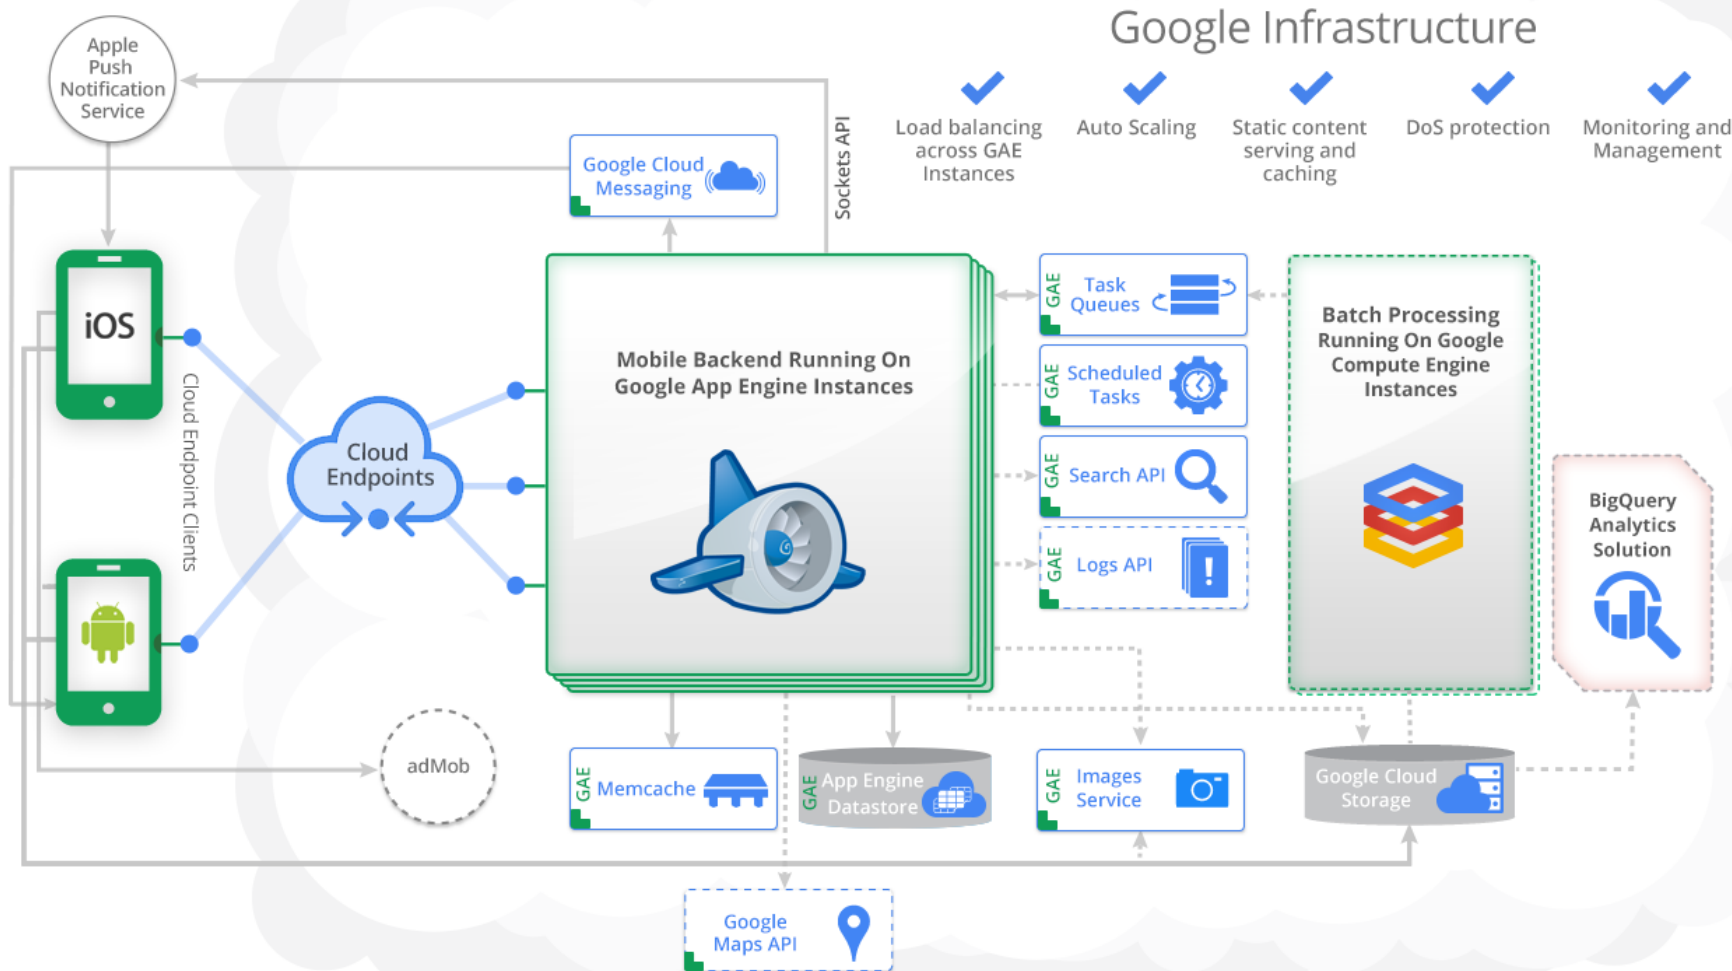 Google Infrastructure
Load balancing
across GAE
Instances
Auto Scaling
Static content
serving and
caching
DoS protection
Monitoring and
Management
Apple
Push
Notification
Service
Google Cloud
Messaging
Sockets API
iOS
Cloud Endpoint Clients
Cloud
Endpoints
Mobile Backend Running On
Google App Engine Instances
GAE
Task
Queues
GAE
Scheduled
Tasks
GAE
Search API
GAE
Logs API
Batch Processing
Running On Google
Compute Engine
Instances
BigQuery
Analytics
Solution
adMob
GAE
Memcache
GAE
App Engine
Datastore
GAE
Images
Service
Google Cloud
Storage
Google
Maps API